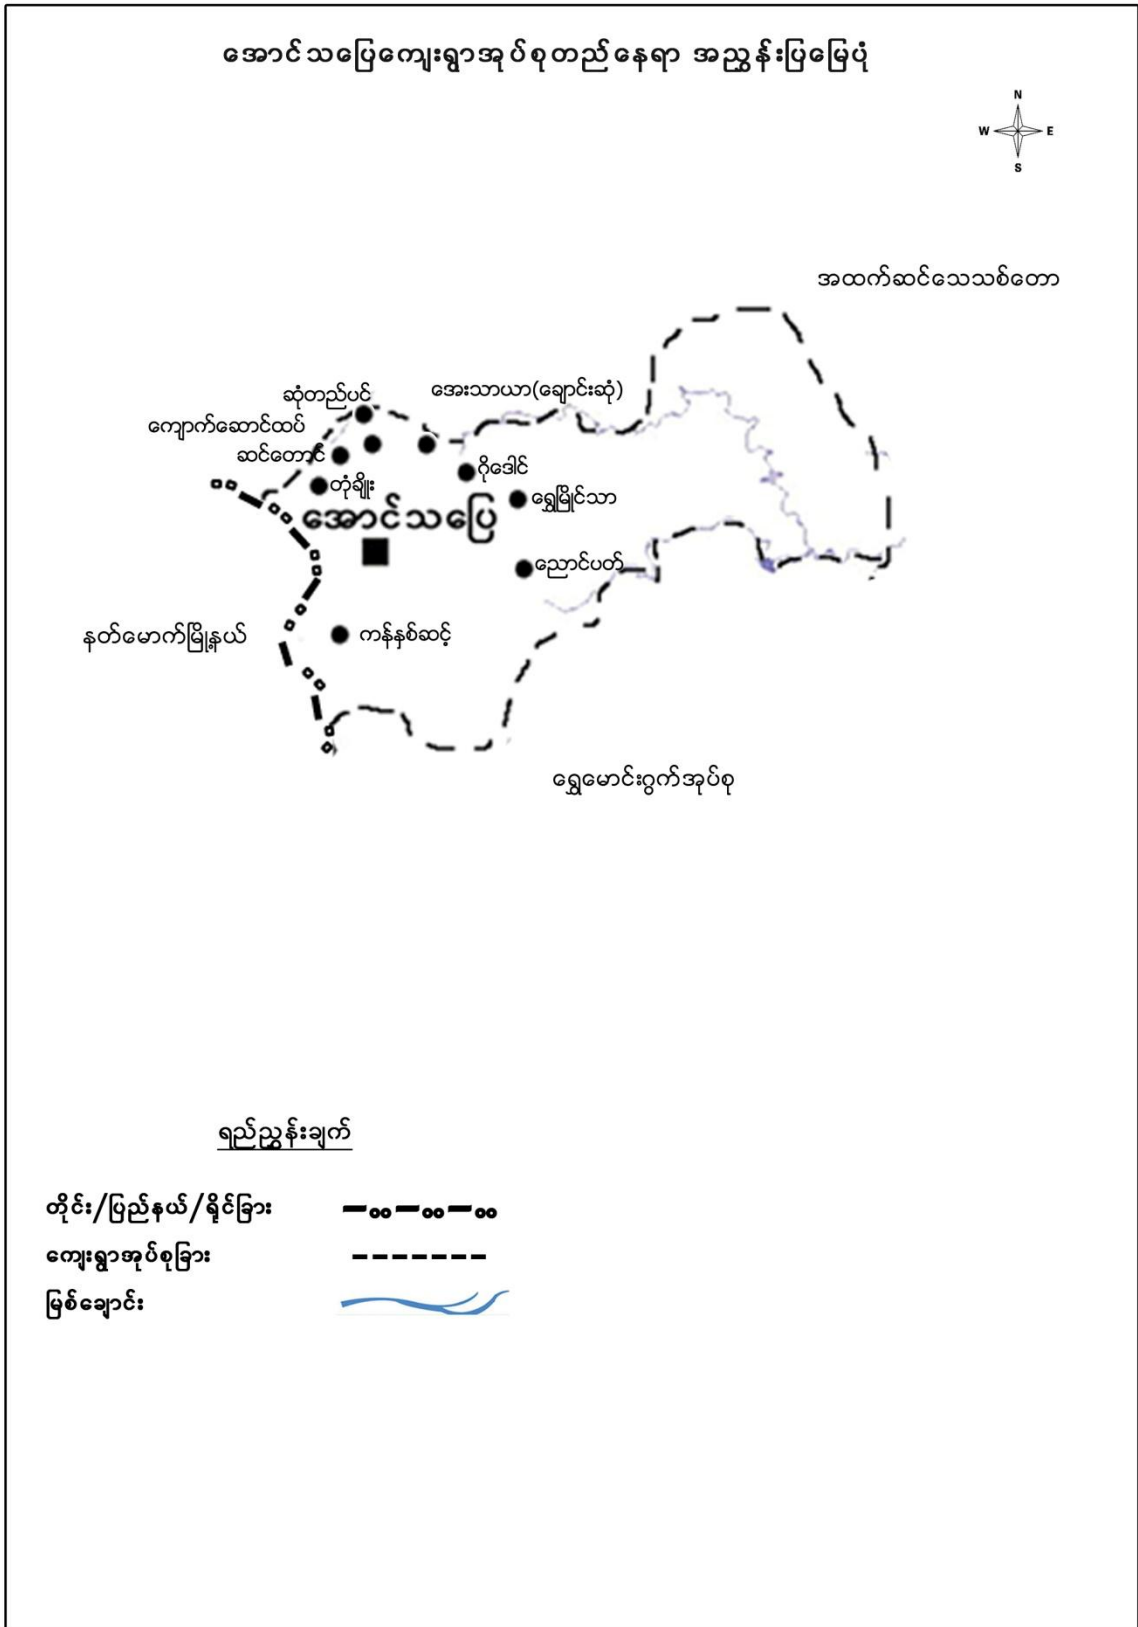 အောင်သပြေကျေးရွာအုပ်စုတည်နေရာ အညွှန်းပြမြေပုံ
N
W E
S
အထက်ဆင်သေသစ်တော
ဆုံတည်ပင်
အေးသာယာ(ချောင်းဆုံ)
ကျောက်ဆောင်ထပ်
ဆင်တောင်
ဂိုဒေါင်
တုံချိုး
ရွှေမြိုင်သာ
အောင်သပြေ
ညောင်ပတ်
နတ်မောက်မြို့နယ်
ကန်နှစ်ဆင့်
ရွှေမောင်းဂွက်အုပ်စု
ရည်ညွှန်းချက်
တိုင်း/ပြည်နယ်/ရိုင်ခြား
ကျေးရွာအုပ်စုခြား
မြစ်ချောင်း